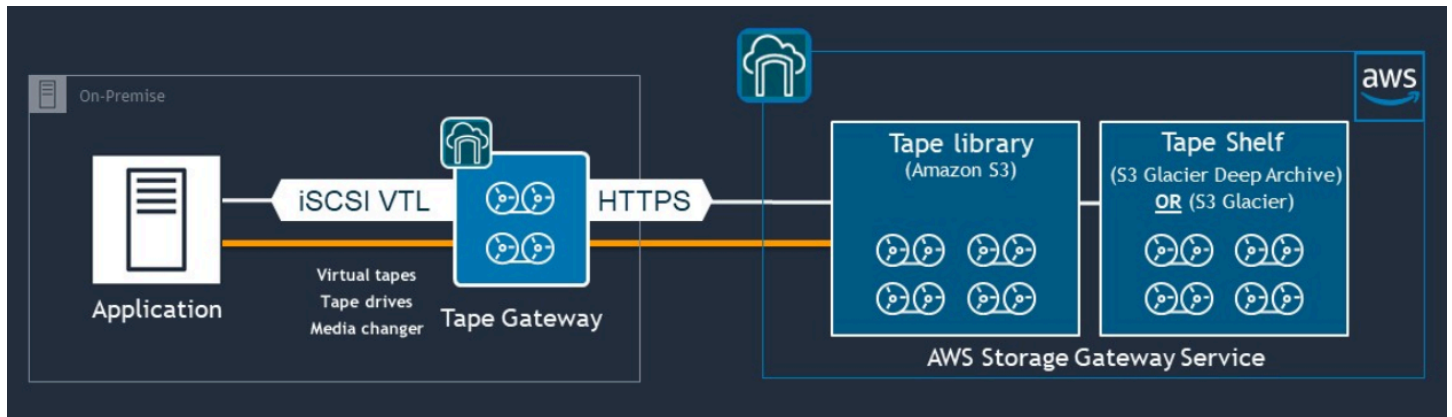 On-Premise
aws
Tape library
(Amazon S3)
Tape Shelf
(S3 Glacier Deep Archive)
OR (S3 Glacier)
iSCSI VTL
HTTPS
Virtual tapes
Tape drives
Media changer
Application
Tape Gateway
AWS Storage Gateway Service